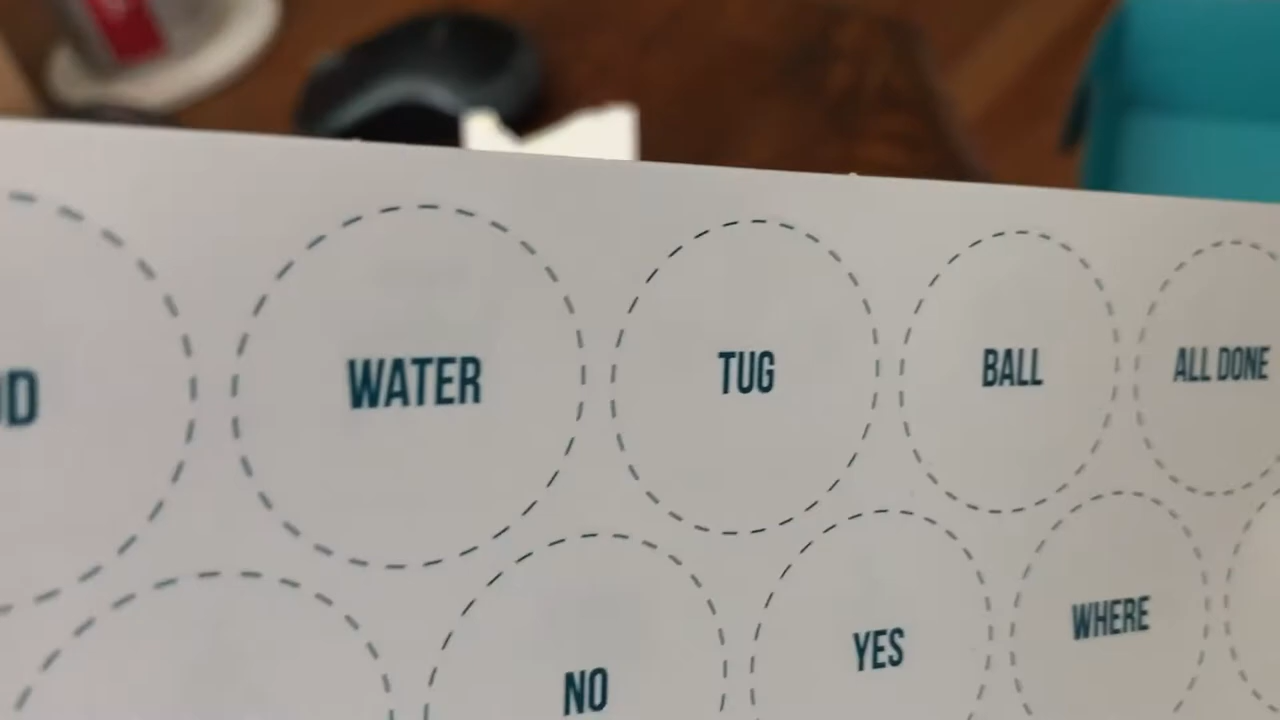 WATER
TUG
BALL
ALL DONE
NO
YES
WHERE